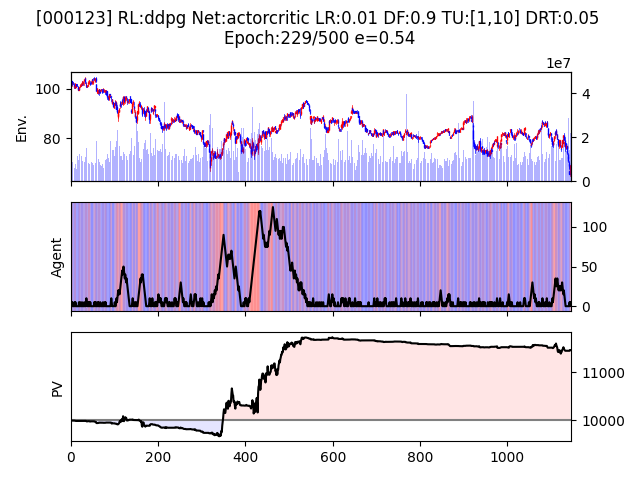 [000123] RL:ddpg Net:actorcritic LR:0.01 DF:0.9 TU:[1,10] DRT:0.05
Epoch:229/500 e=0.54
1e7
100
80
Env.
4
2
0
Agent
100
50
0
PV
11000
10000
0
200
400
600
800
1000